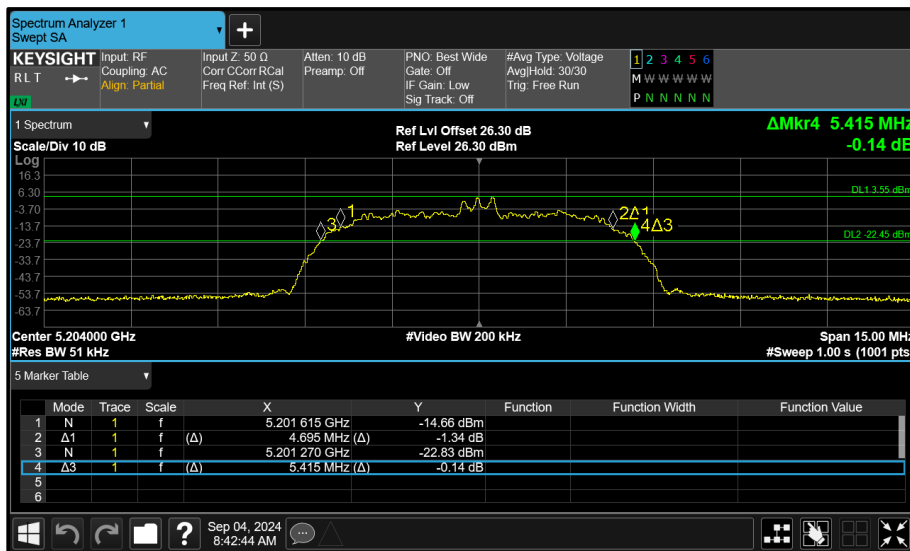 Spectrum Analyzer 1
Swept SA
KEYSIGHT
RLT
LXI
Input: RF
Coupling: AC
Align: Partial
Input Z: 50 Ω
Corr CCorr RCal
Freq Ref: Int (S)
Atten: 10 dB
Preamp: Off
PNO: Best Wide
Gate: Off
IF Gain: Low
Sig Track: Off
#Avg Type: Voltage
Avg|Hold: 30/30
Trig: Free Run
1 2 3 4 5 6
M W W W W W
P N N N N N
1 Spectrum
Scale/Div 10 dB
Ref Lvl Offset 26.30 dB
Ref Level 26.30 dBm
ΔMkr4 5.415 MHz
-0.14 dB
Log
16.3
6.30
-3.70
-13.7
-23.7
-33.7
-43.7
-53.7
-63.7
DL1 3.55 dBm
DL2 -22.45 dBm
1
3
2Δ1
4Δ3
Center 5.204000 GHz
#Video BW 200 kHz
Span 15.00 MHz
#Res BW 51 kHz
#Sweep 1.00 s (1001 pts
5 Marker Table
Mode Trace Scale X Y Function Function Width Function Value
1 N 1 f 5.201 615 GHz -14.66 dBm
2 Δ1 1 f (Δ) 4.695 MHz (Δ) -1.34 dB
3 N 1 f 5.201 270 GHz -22.83 dBm
4 Δ3 1 f (Δ) 5.415 MHz (Δ) -0.14 dB
5
6
?
Sep 04, 2024
8:42:44 AM